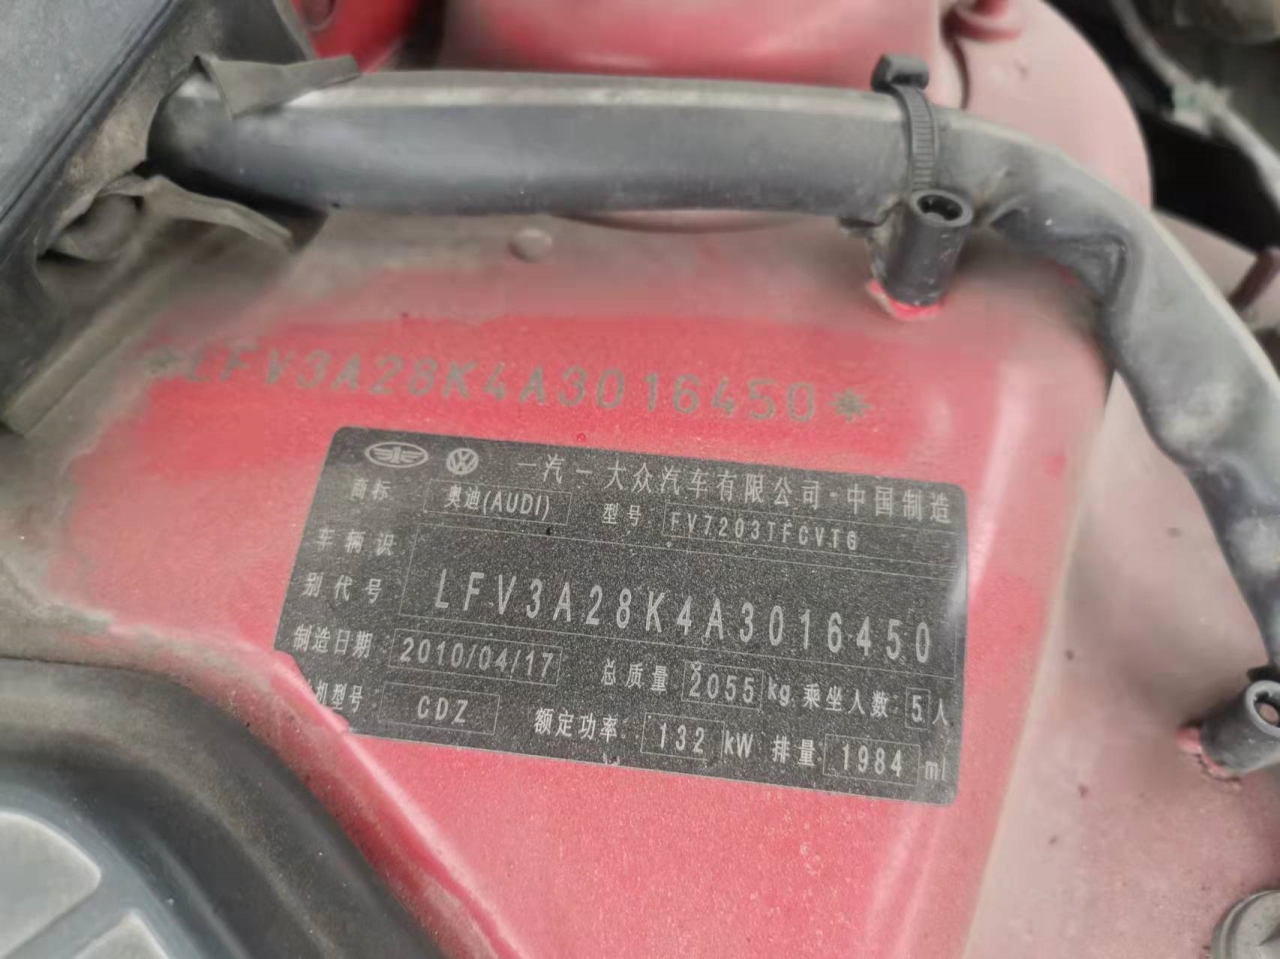 *LFV3A28K4A3016450*
一汽一大众汽车有限公司·中国制造
商标 奥迪(AUDI) 型号 FV7203TFCVTG
车辆识别代号 LFV3A28K4A3016450
制造日期 2010/04/17 总质量 2055 kg 乘坐人数: 5 人
机型号 CDZ 额定功率: 132 kW 排量 1984 ml